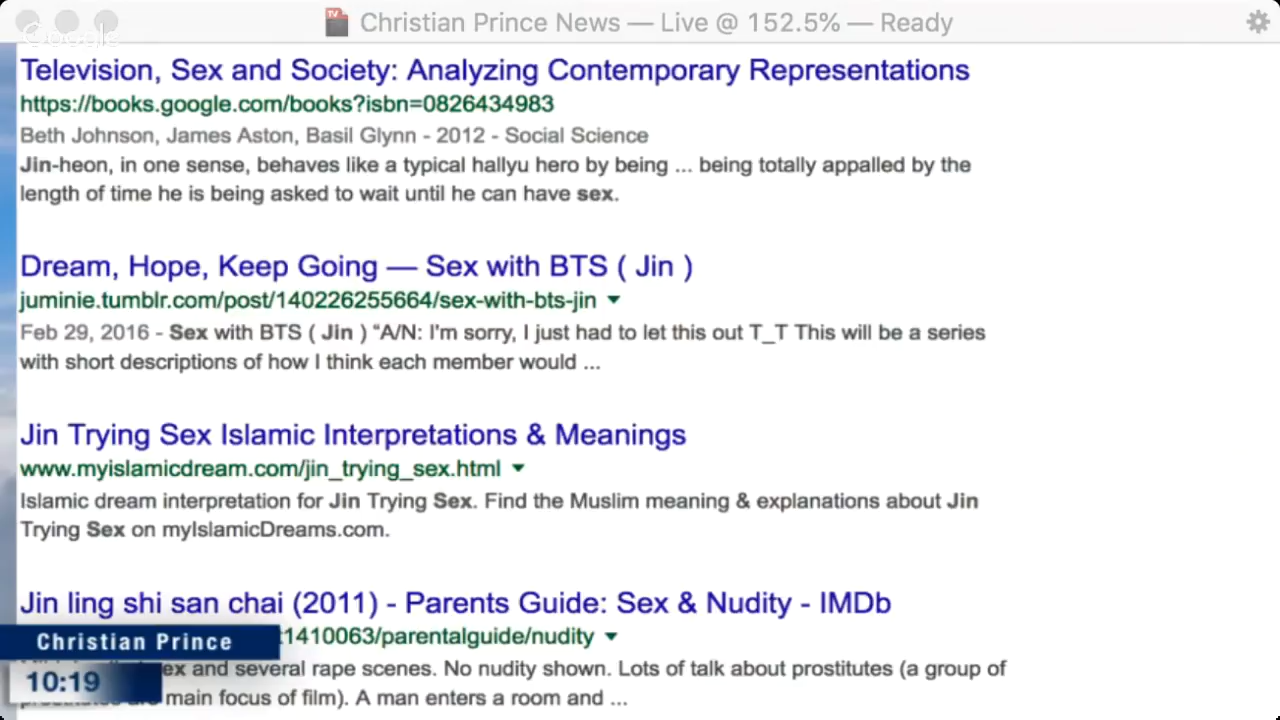 Christian Prince News — Live @ 152.5% — Ready
Google
Television, Sex and Society: Analyzing Contemporary Representations
https://books.google.com/books?isbn=0826434983
Beth Johnson, James Aston, Basil Glynn - 2012 - Social Science
Jin-heon, in one sense, behaves like a typical hallyu hero by being ... being totally appalled by the
length of time he is being asked to wait until he can have sex.
Dream, Hope, Keep Going — Sex with BTS ( Jin )
juminie.tumblr.com/post/140226255664/sex-with-bts-jin
Feb 29, 2016 - Sex with BTS ( Jin ) "A/N: I'm sorry, I just had to let this out T_T This will be a series
with short descriptions of how I think each member would ...
Jin Trying Sex Islamic Interpretations & Meanings
www.myislamicdream.com/jin_trying_sex.html
Islamic dream interpretation for Jin Trying Sex. Find the Muslim meaning & explanations about Jin
Trying Sex on myIslamicDreams.com.
Jin ling shi san chai (2011) - Parents Guide: Sex & Nudity - IMDb
1410063/parentalguide/nudity
Christian Prince
ex and several rape scenes. No nudity shown. Lots of talk about prostitutes (a group of
10:19
main focus of film). A man enters a room and ...